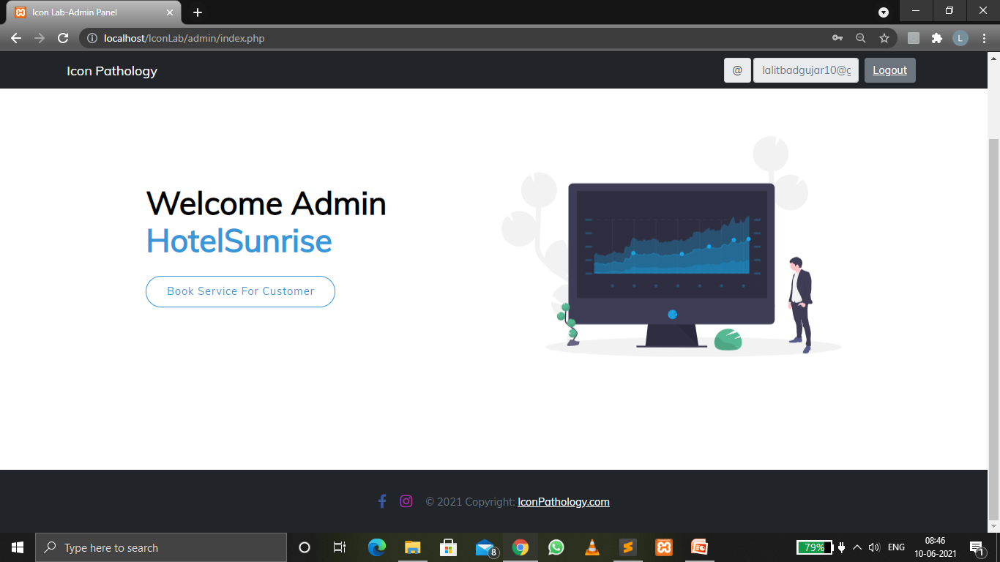 Icon Lab-Admin Panel
localhost/IconLab/admin/index.php
L
Icon Pathology
@
lalitbadgujar10@g
Logout
Welcome Admin
HotelSunrise
Book Service For Customer
© 2021 Copyright: IconPathology.com
Type here to search
8
79%
ENG
08:46
10-06-2021
1